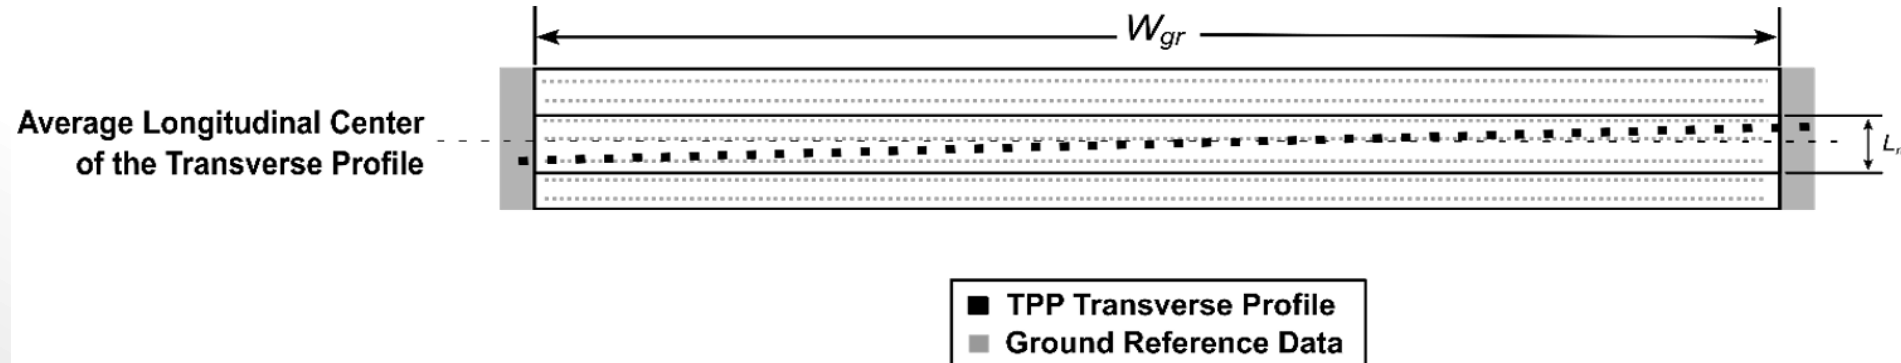 W_gr
Average Longitudinal Center
of the Transverse Profile
TPP Transverse Profile
Ground Reference Data